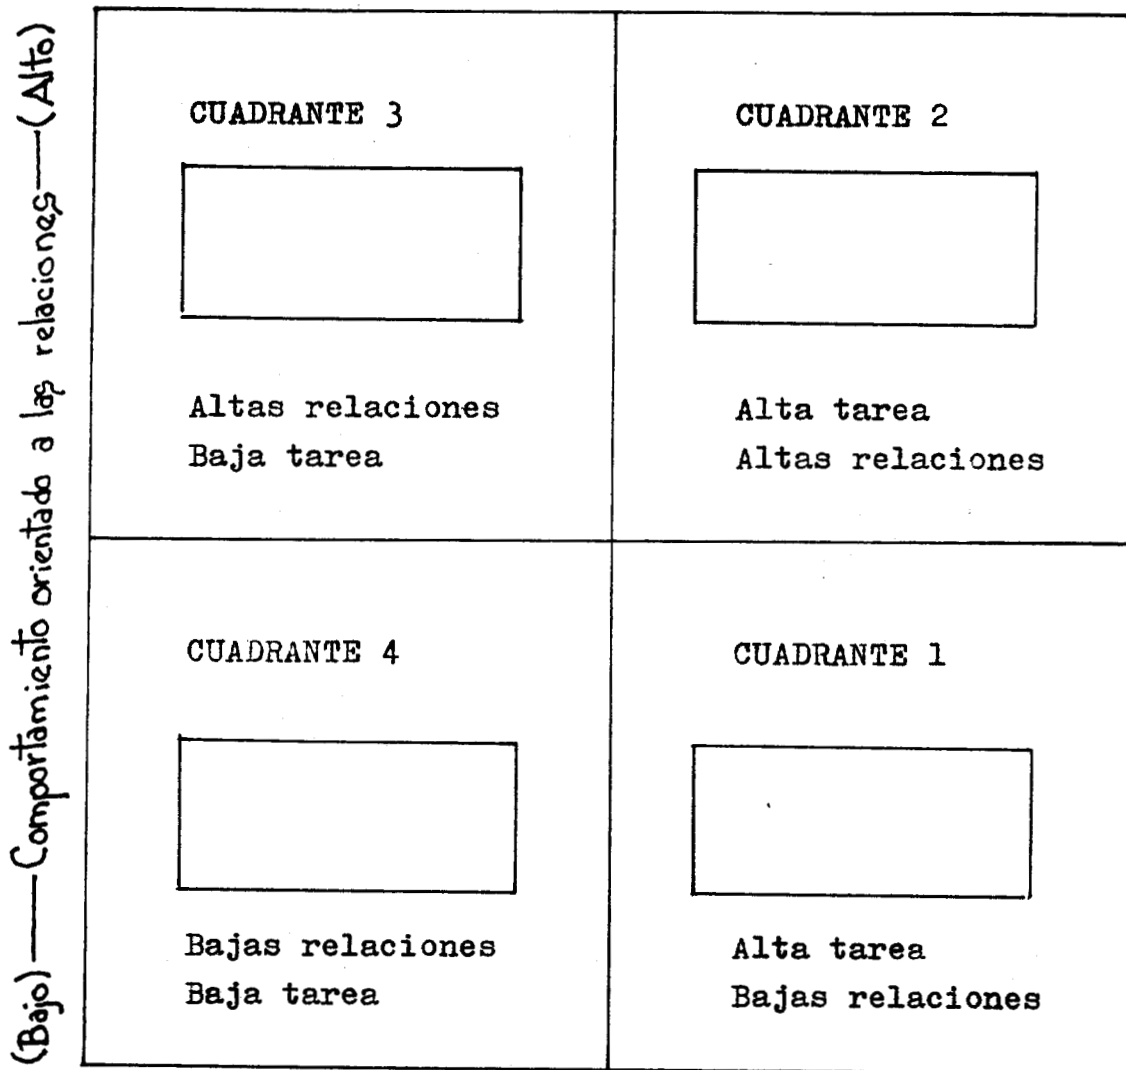 (Bajo)——Comportamiento orientado a las relaciones——(Alto)
CUADRANTE 3
Altas relaciones
Baja tarea
CUADRANTE 2
Alta tarea
Altas relaciones
CUADRANTE 4
Bajas relaciones
Baja tarea
CUADRANTE 1
Alta tarea
Bajas relaciones